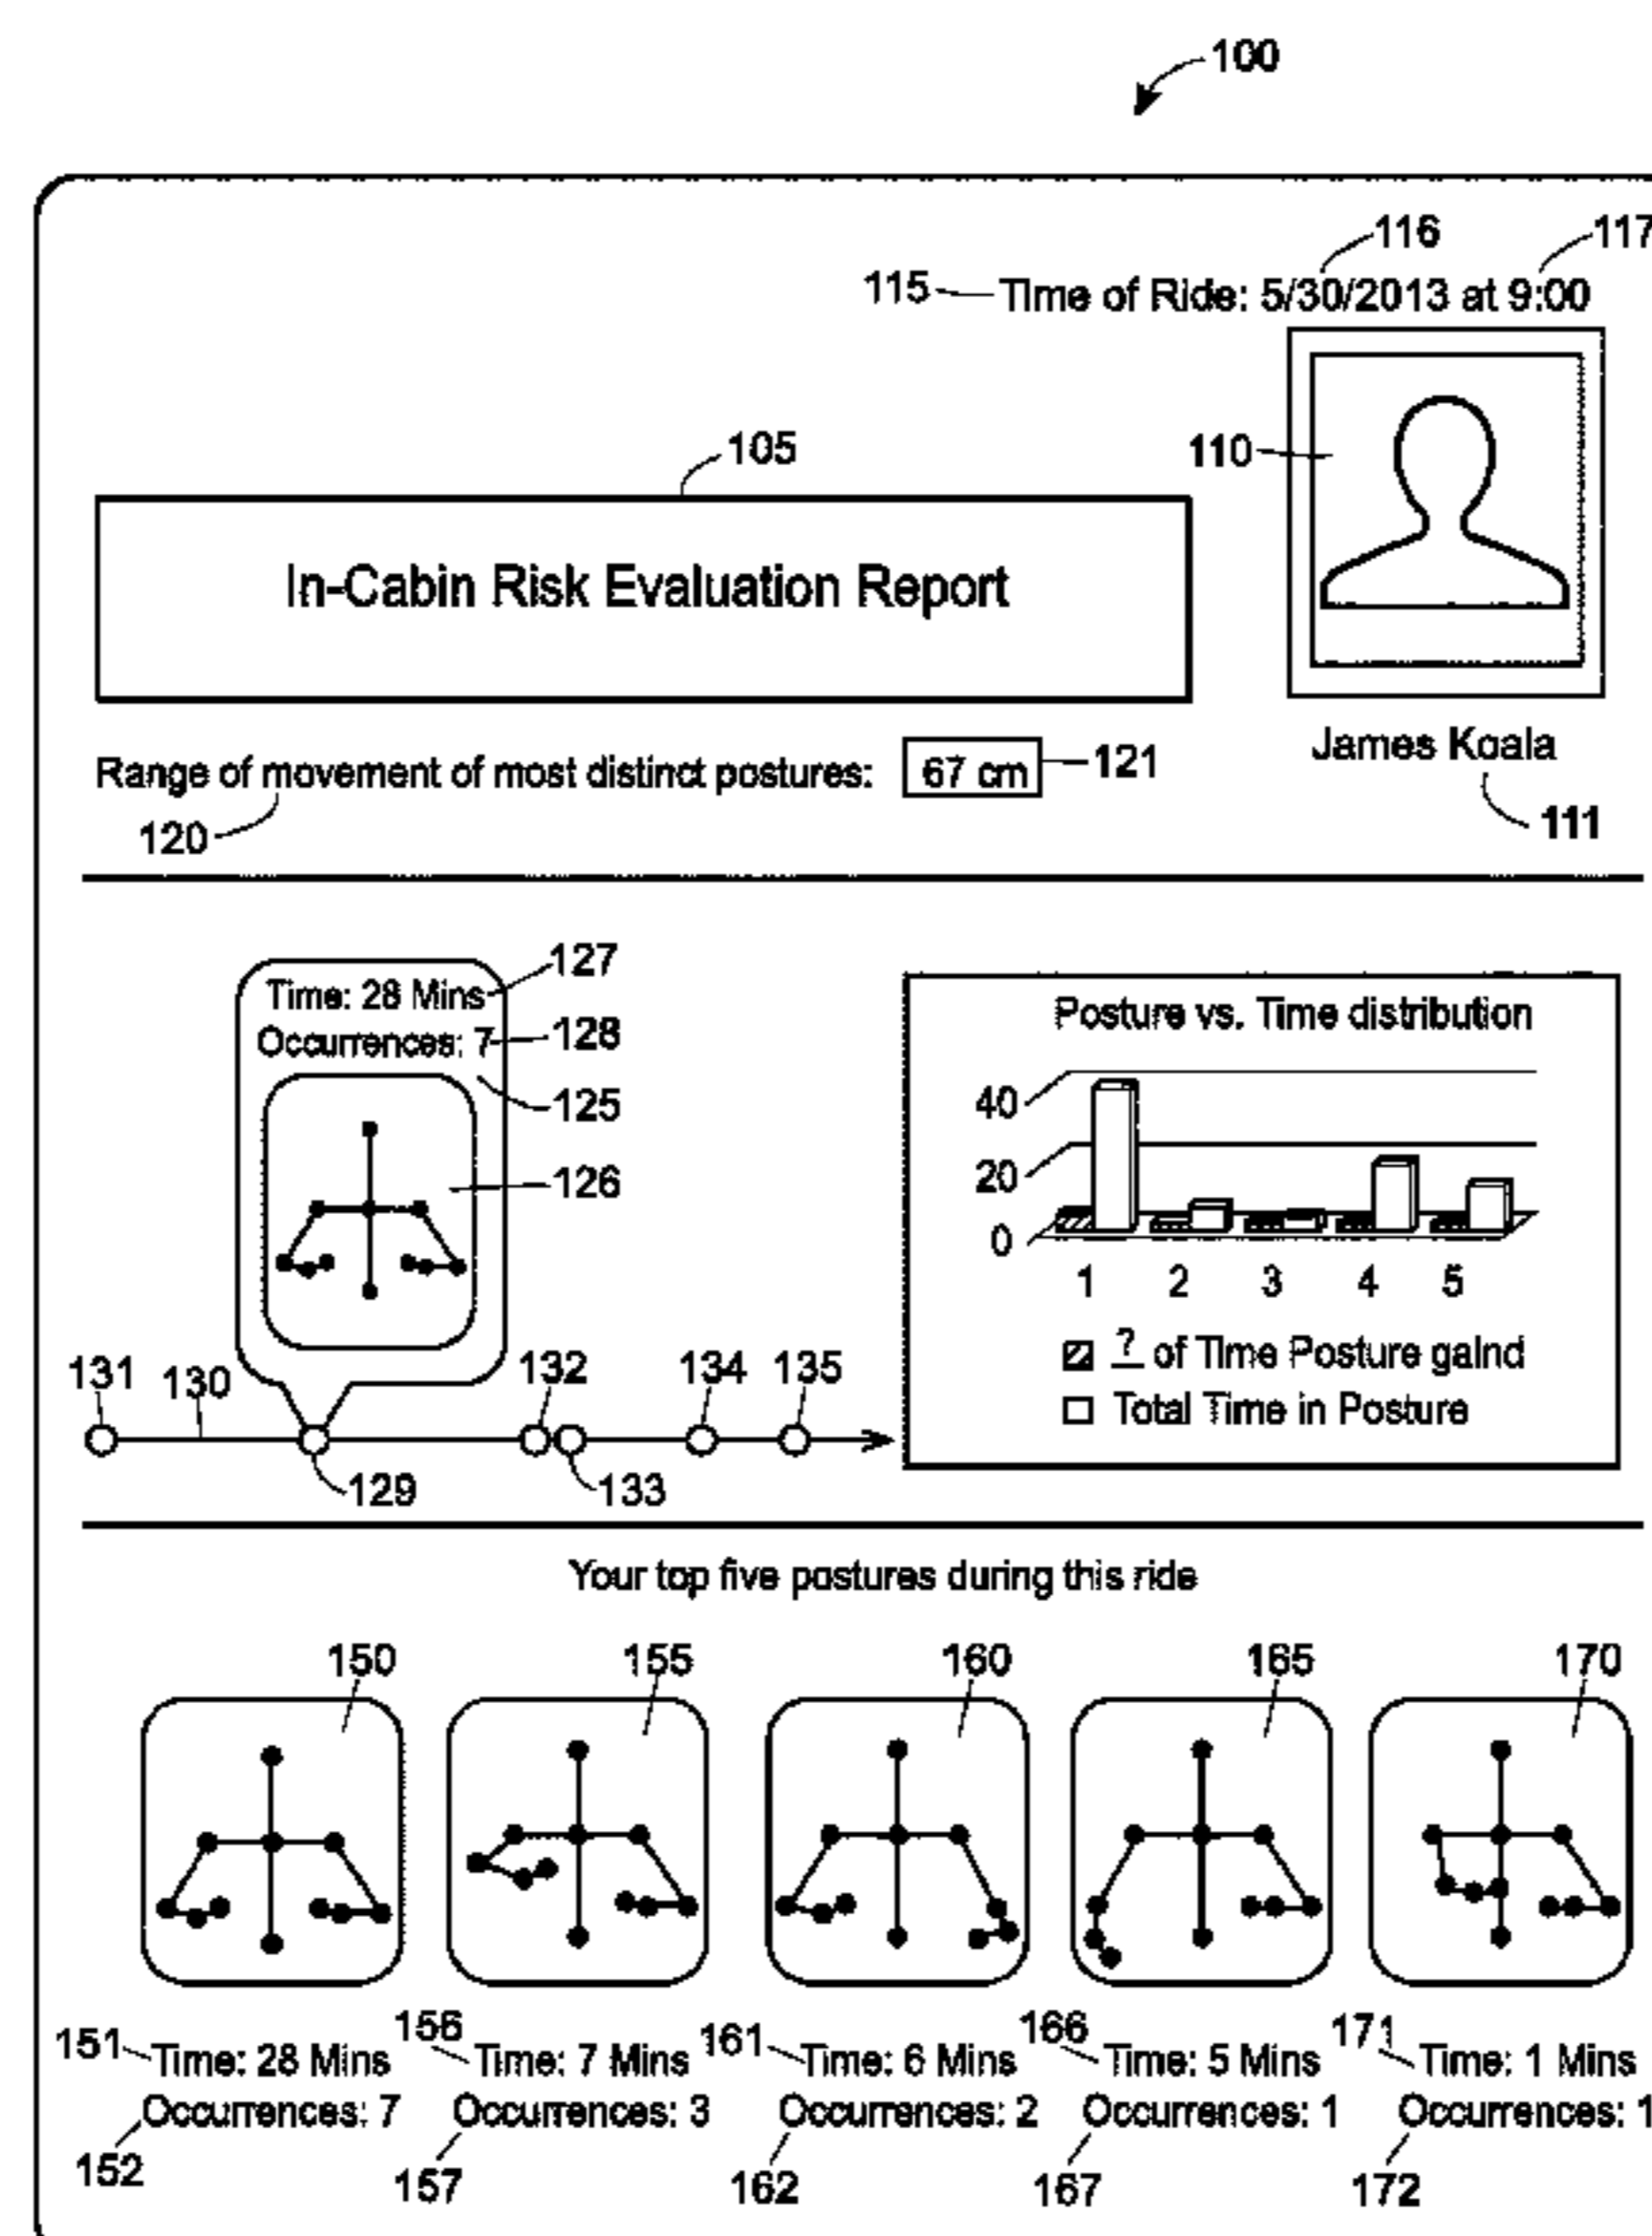 100
116
117
115 Time of Ride: 5/30/2013 at 9:00
105
110
In-Cabin Risk Evaluation Report
James Koala
111
Range of movement of most distinct postures: 67 cm 121
120
Time: 28 Mins 127
Occurrences: 7 128
125
126
131 130 132 134 135
129 133
Posture vs. Time distribution
40
20
0
1 2 3 4 5
? of Time Posture gaind
Total Time in Posture
Your top five postures during this ride
150 155 160 165 170
151 Time: 28 Mins 156 Time: 7 Mins 161 Time: 6 Mins 166 Time: 5 Mins 171 Time: 1 Mins
Occurrences: 7 Occurrences: 3 Occurrences: 2 Occurrences: 1 Occurrences: 1
152 157 162 167 172